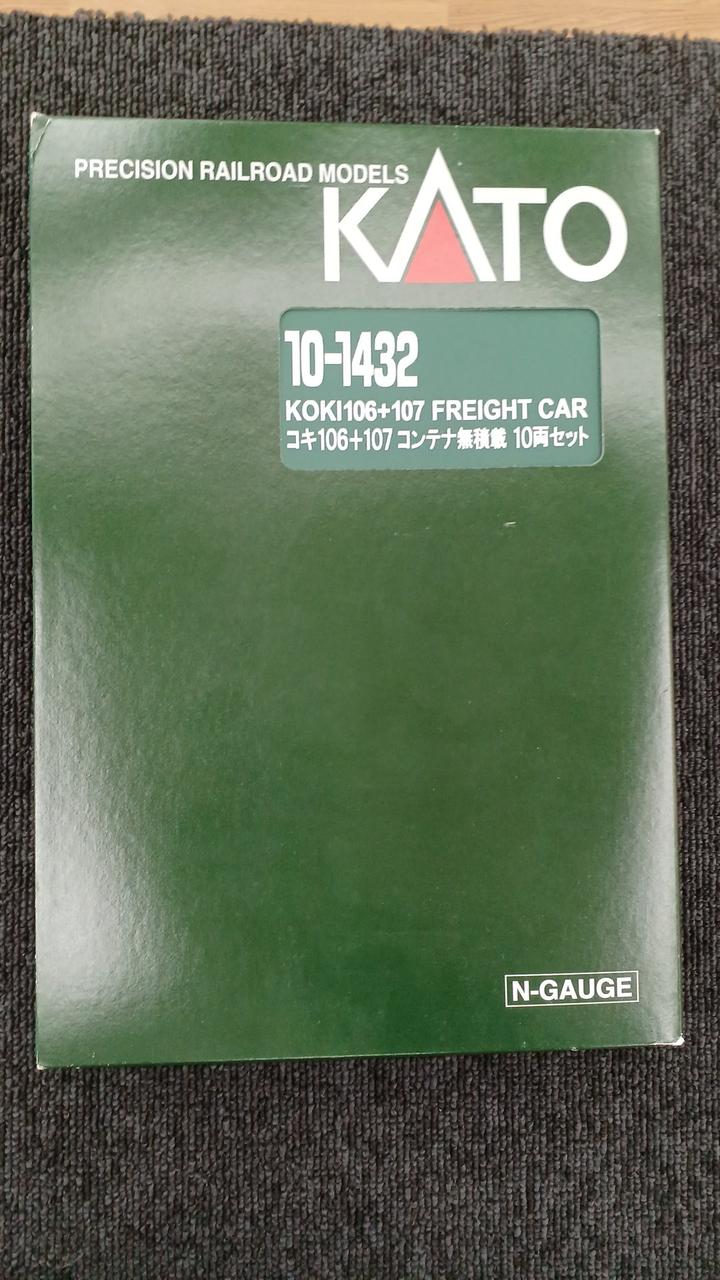 PRECISION RAILROAD MODELS
KATO
10-1432
KOKI106+107 FREIGHT CAR
コキ106+107 コンテナ無積載 10両セット
N-GAUGE